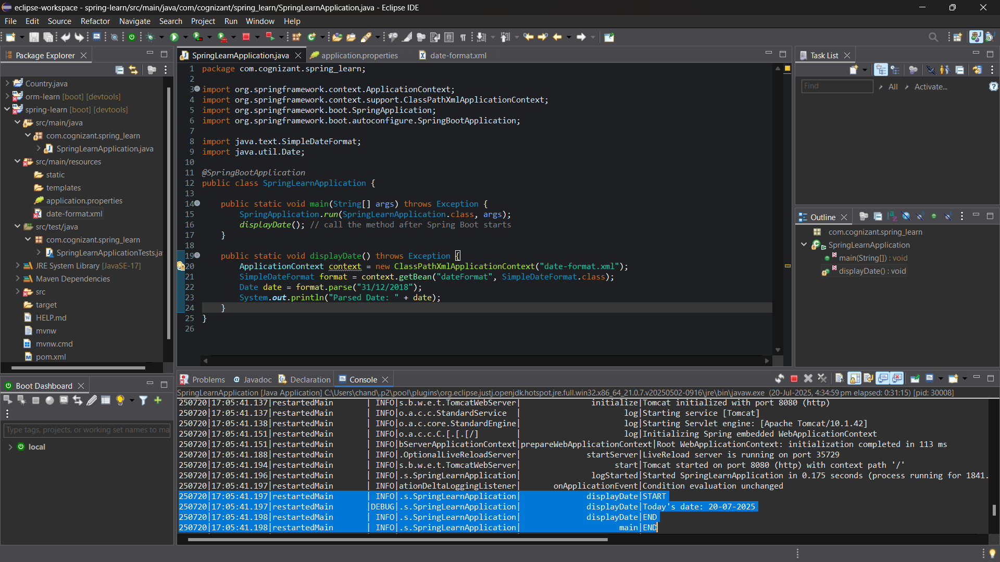 eclipse-workspace - spring-learn/src/main/java/com/cognizant/spring_learn/SpringLearnApplication.java - Eclipse IDE
File Edit Source Refactor Navigate Search Project Run Window Help
Package Explorer
Country.java
orm-learn [boot] [devtools]
spring-learn [boot] [devtools]
src/main/java
com.cognizant.spring_learn
SpringLearnApplication.java
src/main/resources
static
templates
application.properties
date-format.xml
src/test/java
com.cognizant.spring_learn
SpringLearnApplicationTests.ja
JRE System Library [JavaSE-17]
Maven Dependencies
src
target
HELP.md
mvnw
mvnw.cmd
pom.xml
Boot Dashboard
Type tags, projects, or working set names to ma
local
SpringLearnApplication.java application.properties date-format.xml
1 package com.cognizant.spring_learn;
2
3 import org.springframework.context.ApplicationContext;
4 import org.springframework.context.support.ClassPathXmlApplicationContext;
5 import org.springframework.boot.SpringApplication;
6 import org.springframework.boot.autoconfigure.SpringBootApplication;
7
8 import java.text.SimpleDateFormat;
9 import java.util.Date;
10
11 @SpringBootApplication
12 public class SpringLearnApplication {
13
14 public static void main(String[] args) throws Exception {
15 SpringApplication.run(SpringLearnApplication.class, args);
16 displayDate(); // call the method after Spring Boot starts
17 }
18
19 public static void displayDate() throws Exception {
20 ApplicationContext context = new ClassPathXmlApplicationContext("date-format.xml");
21 SimpleDateFormat format = context.getBean("dateFormat", SimpleDateFormat.class);
22 Date date = format.parse("31/12/2018");
23 System.out.println("Parsed Date: " + date);
24 }
25 }
26
Task List
Find All Activate...
Outline
com.cognizant.spring_learn
SpringLearnApplication
main(String[]) : void
displayDate() : void
Problems @ Javadoc Declaration Console
SpringLearnApplication [Java Application] C:\Users\chand\.p2\pool\plugins\org.eclipse.justj.openjdk.hotspot.jre.full.win32.x86_64_21.0.7.v20250502-0916\jre\bin\javaw.exe (20-Jul-2025, 4:34:59 pm elapsed: 0:31:15) [pid: 30008]
250720|17:05:41.137|restartedMain | INFO|s.b.w.e.t.TomcatWebServer| initialize|Tomcat initialized with port 8080 (http)
250720|17:05:41.137|restartedMain | INFO|o.a.c.c.StandardService | log|Starting service [Tomcat]
250720|17:05:41.138|restartedMain | INFO|o.a.c.core.StandardEngine| log|Starting Servlet engine: [Apache Tomcat/10.1.42]
250720|17:05:41.151|restartedMain | INFO|o.a.c.c.C.[.[.[/] | log|Initializing Spring embedded WebApplicationContext
250720|17:05:41.151|restartedMain | INFO|bServerApplicationContext|prepareWebApplicationContext|Root WebApplicationContext: initialization completed in 113 ms
250720|17:05:41.188|restartedMain | INFO|.OptionalLiveReloadServer| startServer|LiveReload server is running on port 35729
250720|17:05:41.194|restartedMain | INFO|s.b.w.e.t.TomcatWebServer| start|Tomcat started on port 8080 (http) with context path '/'
250720|17:05:41.196|restartedMain | INFO|.s.SpringLearnApplication| logStarted|Started SpringLearnApplication in 0.175 seconds (process running for 1841.
250720|17:05:41.197|restartedMain | INFO|ationDeltaLoggingListener| onApplicationEvent|Condition evaluation unchanged
250720|17:05:41.197|restartedMain | INFO|.s.SpringLearnApplication| displayDate|START
250720|17:05:41.197|restartedMain |DEBUG|.s.SpringLearnApplication| displayDate|Today's date: 20-07-2025
250720|17:05:41.198|restartedMain | INFO|.s.SpringLearnApplication| displayDate|END
250720|17:05:41.198|restartedMain | INFO|.s.SpringLearnApplication| main|END